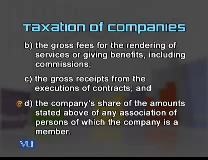 Taxation of companies
b) the gross fees for the rendering of
services or giving benefits, including
commissions.
c) the gross receipts from the
executions of contracts; and
d) the company's share of the amounts
stated above of any association of
persons of which the company is a
member.
VU